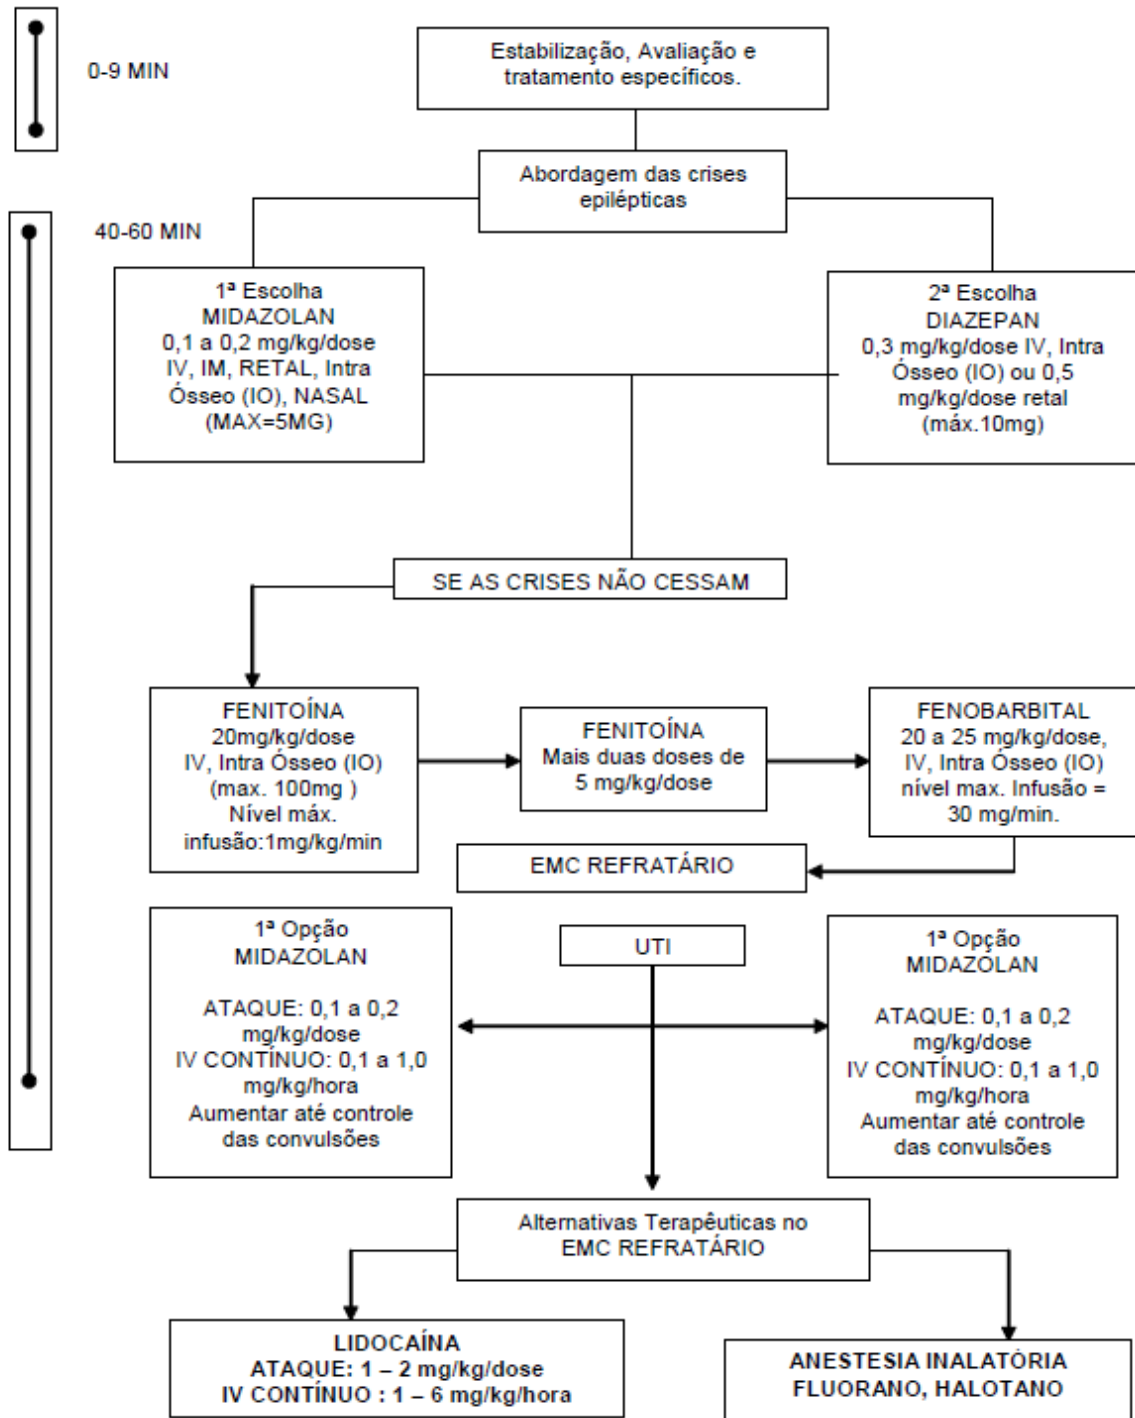 0-9 MIN
Estabilização, Avaliação e
tratamento específicos.
Abordagem das crises
epilépticas
40-60 MIN
1ª Escolha
MIDAZOLAN
0,1 a 0,2 mg/kg/dose
IV, IM, RETAL, Intra
Ósseo (IO), NASAL
(MAX=5MG)
2ª Escolha
DIAZEPAN
0,3 mg/kg/dose IV, Intra
Ósseo (IO) ou 0,5
mg/kg/dose retal
(máx.10mg)
SE AS CRISES NÃO CESSAM
FENITOÍNA
20mg/kg/dose
IV, Intra Ósseo (IO)
(max. 100mg )
Nível máx.
infusão:1mg/kg/min
FENITOÍNA
Mais duas doses de
5 mg/kg/dose
FENOBARBITAL
20 a 25 mg/kg/dose,
IV, Intra Ósseo (IO)
nível max. Infusão =
30 mg/min.
EMC REFRATÁRIO
1ª Opção
MIDAZOLAN
ATAQUE: 0,1 a 0,2
mg/kg/dose
IV CONTÍNUO: 0,1 a 1,0
mg/kg/hora
Aumentar até controle
das convulsões
UTI
1ª Opção
MIDAZOLAN
ATAQUE: 0,1 a 0,2
mg/kg/dose
IV CONTÍNUO: 0,1 a 1,0
mg/kg/hora
Aumentar até controle
das convulsões
Alternativas Terapêuticas no
EMC REFRATÁRIO
LIDOCAÍNA
ATAQUE: 1 – 2 mg/kg/dose
IV CONTÍNUO : 1 – 6 mg/kg/hora
ANESTESIA INALATÓRIA
FLUORANO, HALOTANO